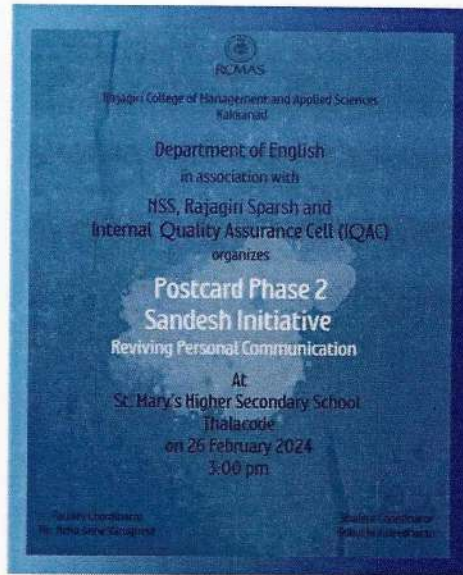 RCMAS
Rajagiri College of Management and Applied Sciences
Kakkanad
Department of English
in association with
NSS, Rajagiri Sparsh and
Internal Quality Assurance Cell (IQAC)
organizes
Postcard Phase 2
Sandesh Initiative
Reviving Personal Communication
At
St. Mary's Higher Secondary School
Thalacode
on 26 February 2024
3:00 pm
Faculty Coordinator
Student Coordinator